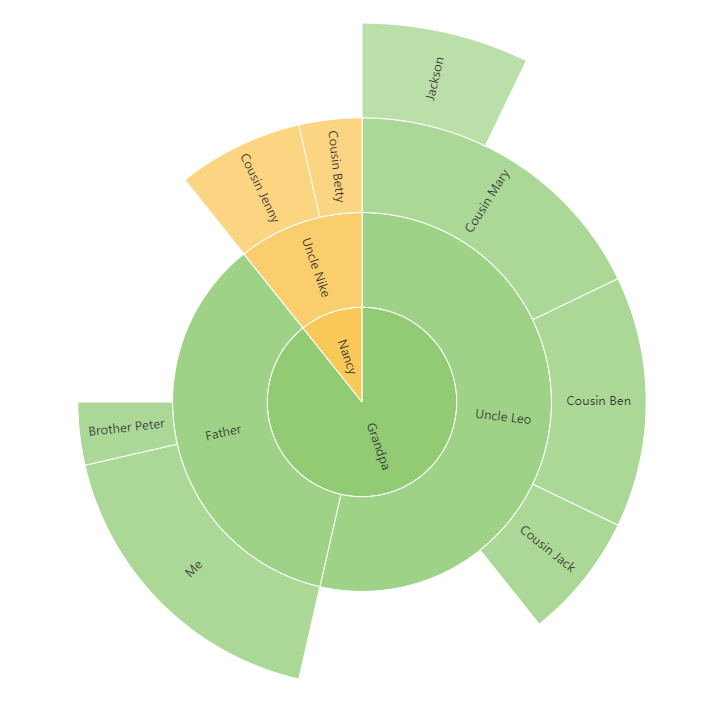 Jackson
Cousin Betty
Cousin Jenny
Cousin Mary
Uncle Nike
Nancy
Cousin Ben
Uncle Leo
Brother Peter
Father
Grandpa
Cousin Jack
Me